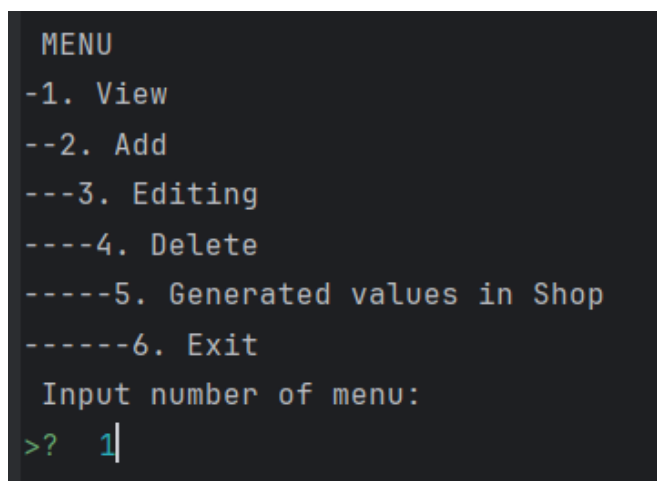 MENU
-1. View
--2. Add
---3. Editing
----4. Delete
-----5. Generated values in Shop
------6. Exit
Input number of menu:
>?  1